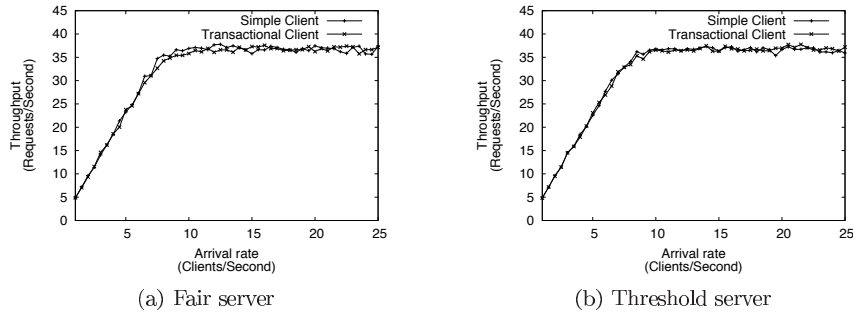 Simple Client
Transactional Client
45
40
35
30
25
20
15
10
5
0
Throughput
(Requests/Second)
5
10
15
20
25
Arrival rate
(Clients/Second)
(a) Fair server
Simple Client
Transactional Client
45
40
35
30
25
20
15
10
5
0
Throughput
(Requests/Second)
5
10
15
20
25
Arrival rate
(Clients/Second)
(b) Threshold server